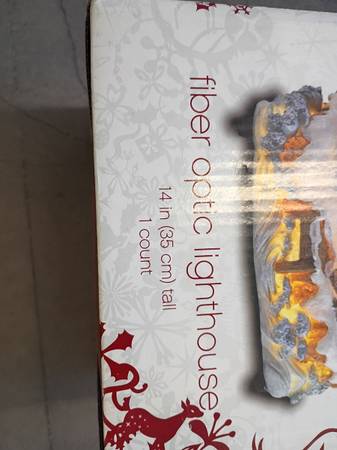 fiber optic lighthouse
14 in (35 cm) tall
1 count